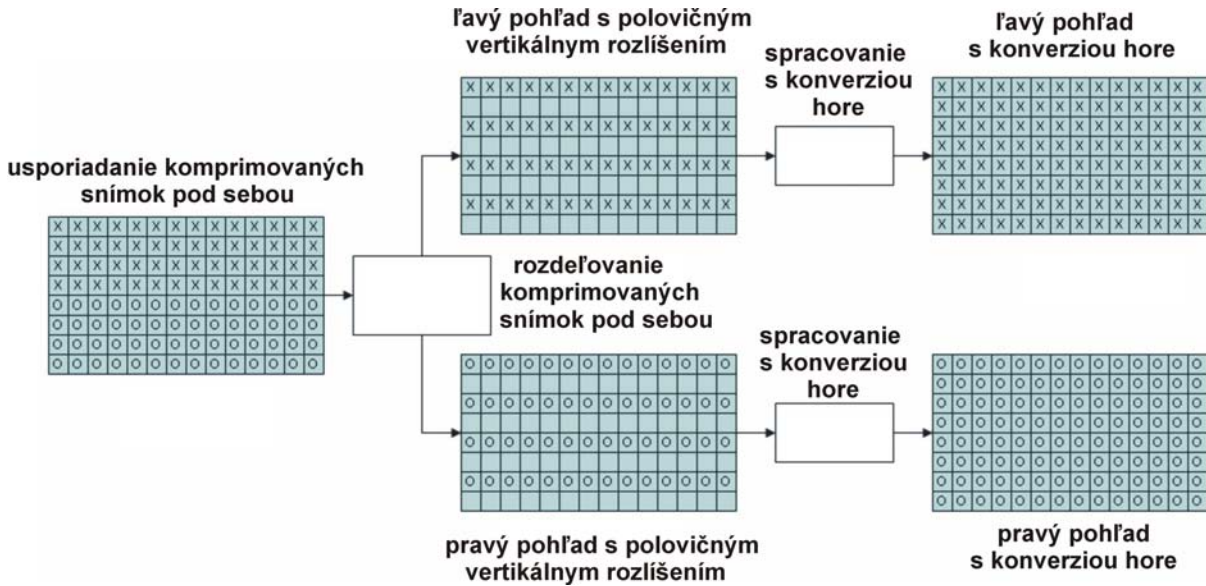 ľavý pohľad s polovičným
vertikálnym rozlíšením
spracovanie
s konverziou
hore
ľavý pohľad
s konverziou hore
usporiadanie komprimovaných
snímok pod sebou
X X X X X X X X X X X X X X
X X X X X X X X X X X X X X
X X X X X X X X X X X X X X
X X X X X X X X X X X X X X
O O O O O O O O O O O O O O
O O O O O O O O O O O O O O
O O O O O O O O O O O O O O
O O O O O O O O O O O O O O
X X X X X X X X X X X X X X
X X X X X X X X X X X X X X
X X X X X X X X X X X X X X
X X X X X X X X X X X X X X
X X X X X X X X X X X X X X
X X X X X X X X X X X X X X
X X X X X X X X X X X X X X
X X X X X X X X X X X X X X
X X X X X X X X X X X X X X
X X X X X X X X X X X X X X
X X X X X X X X X X X X X X
X X X X X X X X X X X X X X
rozdeľovanie
komprimovaných
snímok pod sebou
spracovanie
s konverziou
hore
O O O O O O O O O O O O O O
O O O O O O O O O O O O O O
O O O O O O O O O O O O O O
O O O O O O O O O O O O O O
O O O O O O O O O O O O O O
O O O O O O O O O O O O O O
O O O O O O O O O O O O O O
O O O O O O O O O O O O O O
O O O O O O O O O O O O O O
O O O O O O O O O O O O O O
O O O O O O O O O O O O O O
O O O O O O O O O O O O O O
pravý pohľad s polovičným
vertikálnym rozlíšením
pravý pohľad
s konverziou hore